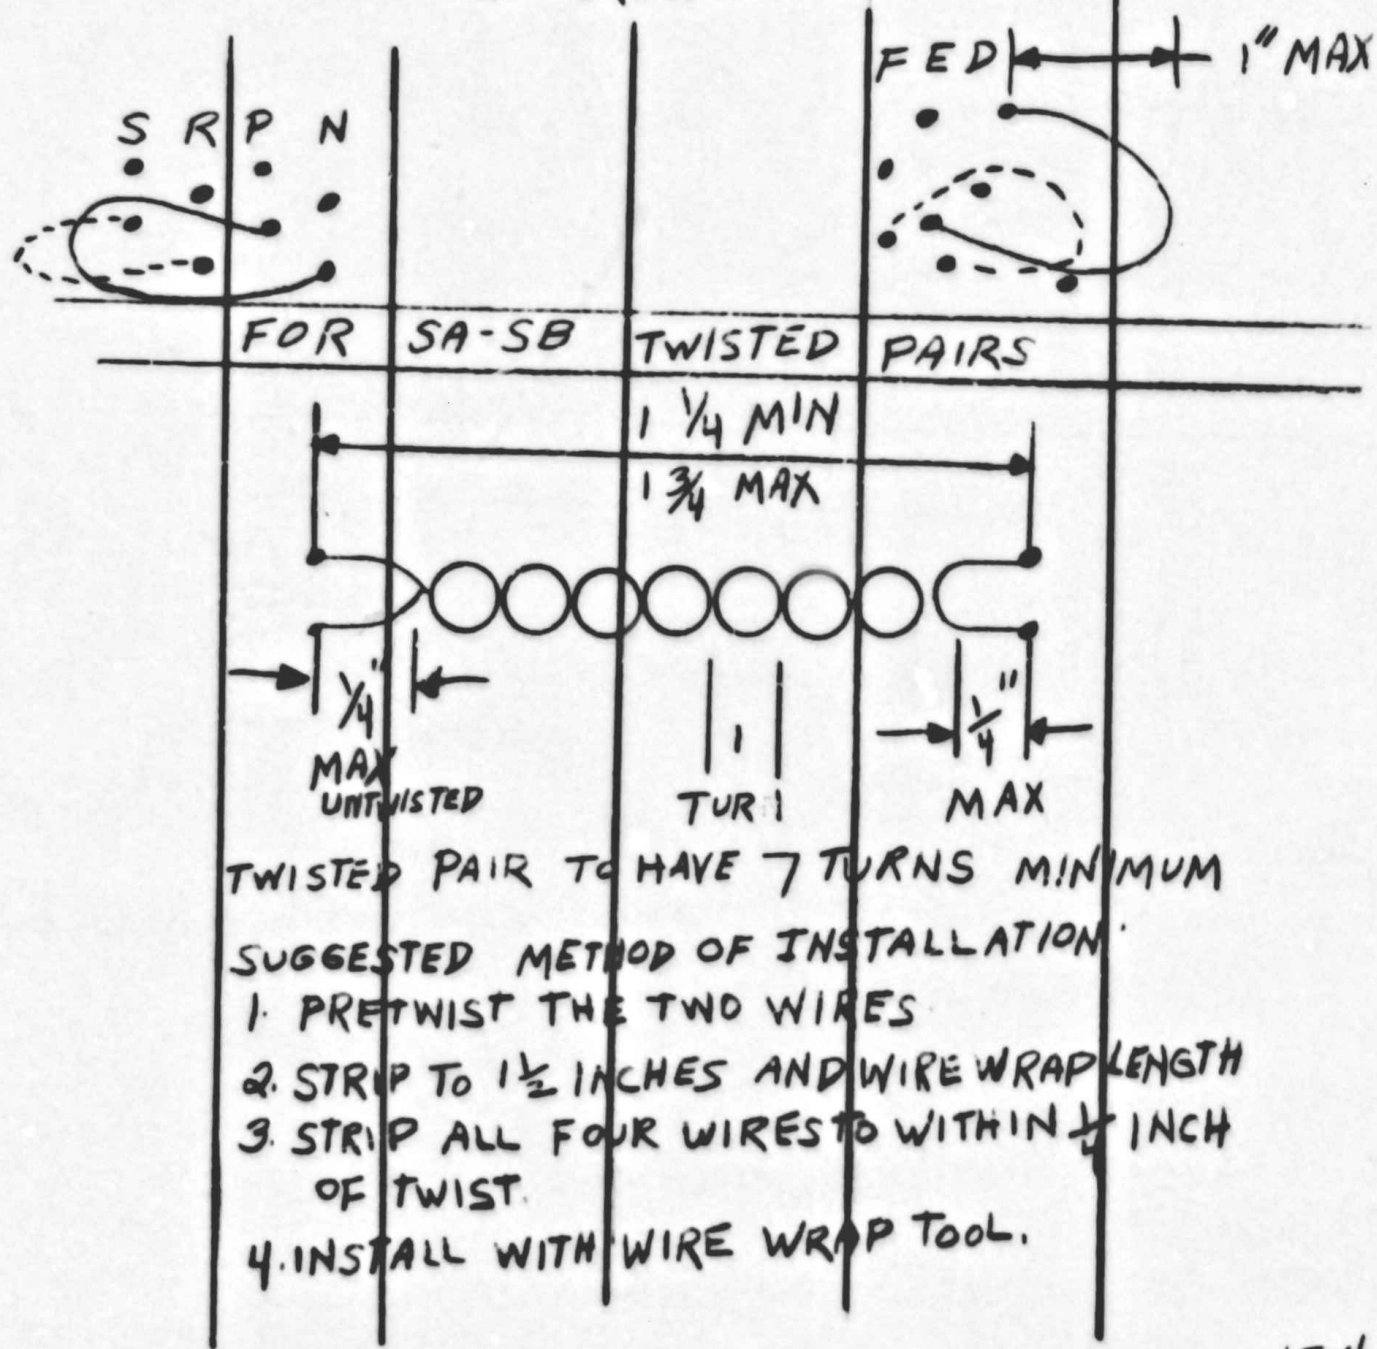 F E D 1" MAX
S R P N
FOR SA-SB TWISTED PAIRS
1 1/4 MIN
1 3/4 MAX
1/4" 1 1/4"
MAX TUR MAX
UNTWISTED
TWISTED PAIR TO HAVE 7 TURNS MINIMUM
SUGGESTED METHOD OF INSTALLATION
1. PRETWIST THE TWO WIRES
2. STRIP TO 1 1/2 INCHES AND WIRE WRAP LENGTH
3. STRIP ALL FOUR WIRES TO WITHIN 1/4 INCH
OF TWIST.
4. INSTALL WITH WIRE WRAP TOOL.